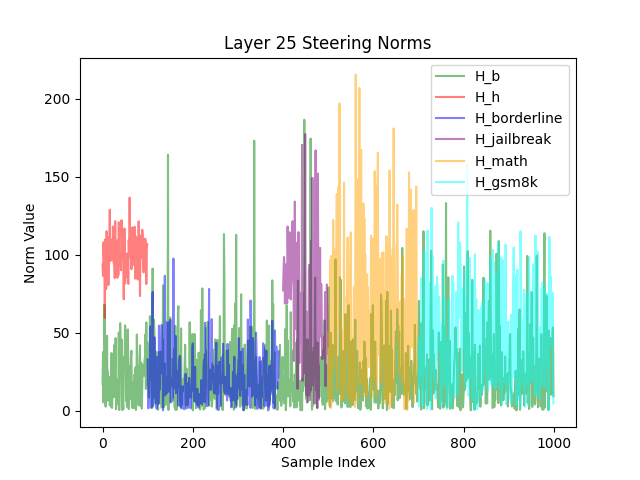 Layer 25 Steering Norms
H_b
H_h
H_borderline
H_jailbreak
H_math
H_gsm8k
Norm Value
200
150
100
50
0
0 200 400 600 800 1000
Sample Index